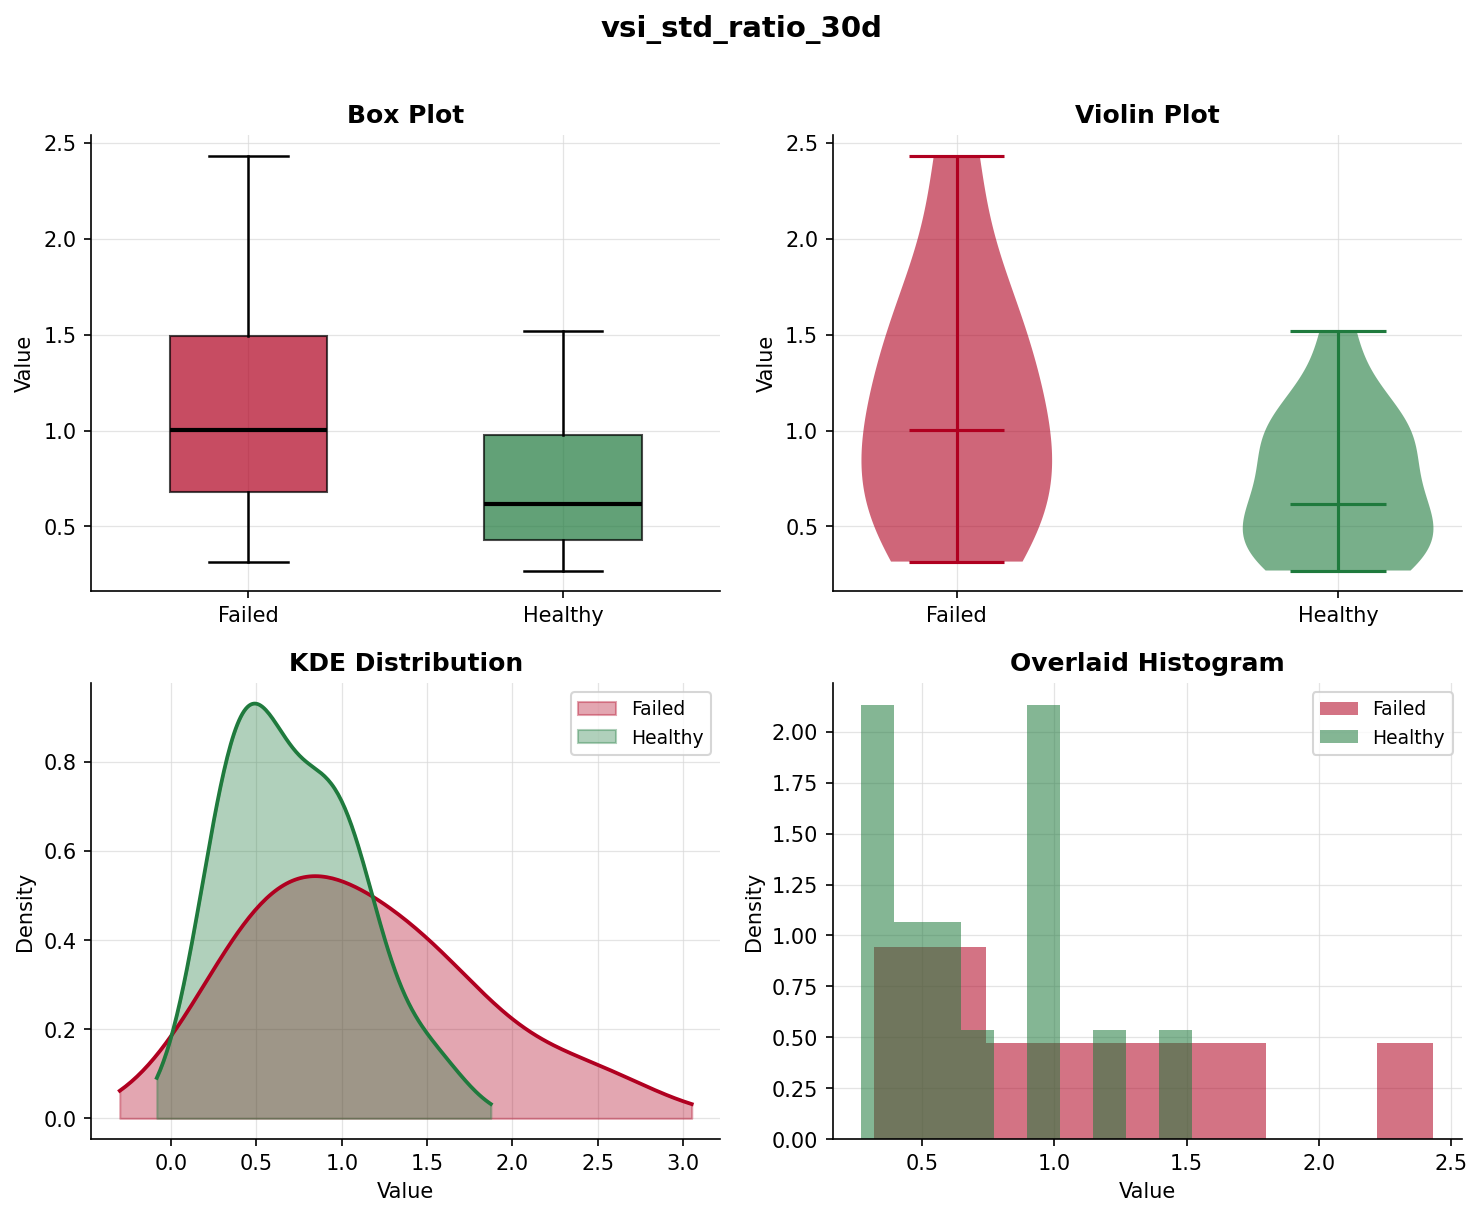 vsi_std_ratio_30d
Box Plot
Value
2.5
2.0
1.5
1.0
0.5
Failed
Healthy
Violin Plot
Value
2.5
2.0
1.5
1.0
0.5
Failed
Healthy
KDE Distribution
Density
0.8
0.6
0.4
0.2
0.0
0.0 0.5 1.0 1.5 2.0 2.5 3.0
Value
Failed
Healthy
Overlaid Histogram
Density
2.00
1.75
1.50
1.25
1.00
0.75
0.50
0.25
0.00
0.5 1.0 1.5 2.0 2.5
Value
Failed
Healthy